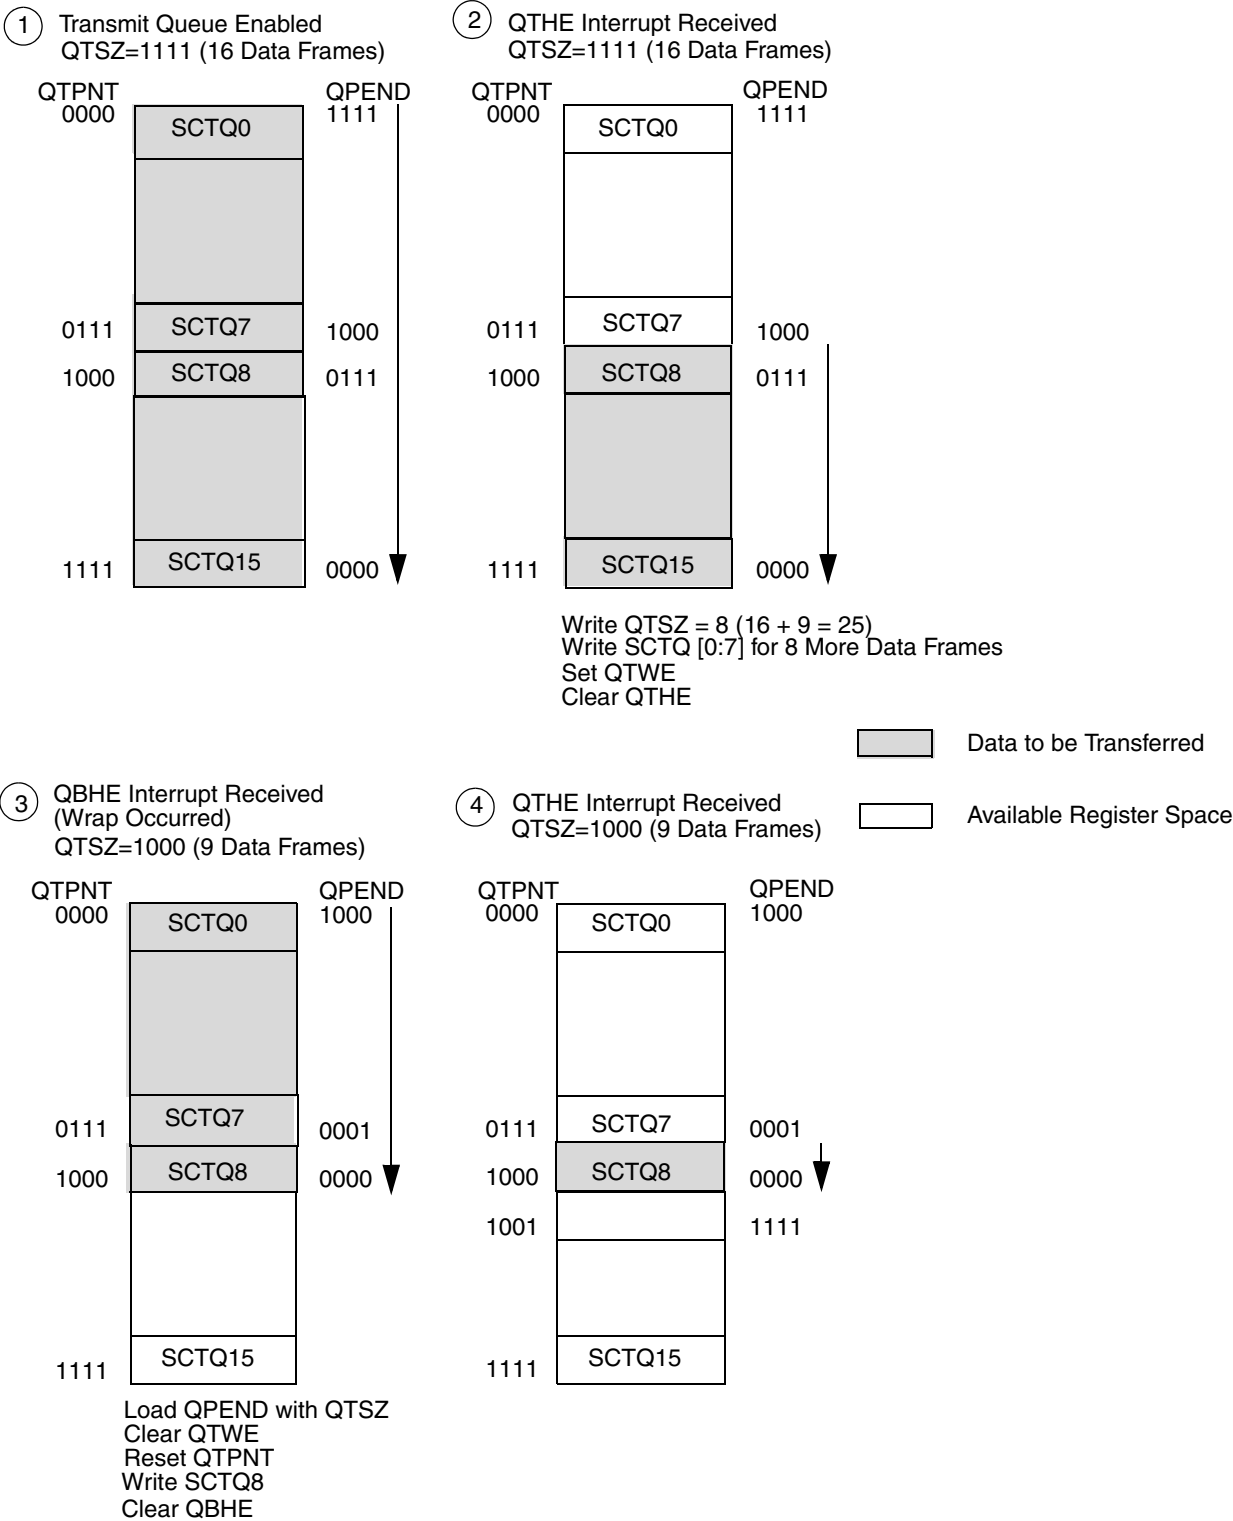 1 Transmit Queue Enabled
QTSZ=1111 (16 Data Frames)
QTPNT QPEND
0000 SCTQ0 1111
0111 SCTQ7 1000
1000 SCTQ8 0111
1111 SCTQ15 0000
2 QTHE Interrupt Received
QTSZ=1111 (16 Data Frames)
QTPNT QPEND
0000 SCTQ0 1111
0111 SCTQ7 1000
1000 SCTQ8 0111
1111 SCTQ15 0000
Write QTSZ = 8 (16 + 9 = 25)
Write SCTQ [0:7] for 8 More Data Frames
Set QTWE
Clear QTHE
Data to be Transferred
Available Register Space
3 QBHE Interrupt Received
(Wrap Occurred)
QTSZ=1000 (9 Data Frames)
QTPNT QPEND
0000 SCTQ0 1000
0111 SCTQ7 0001
1000 SCTQ8 0000
1111 SCTQ15
Load QPEND with QTSZ
Clear QTWE
Reset QTPNT
Write SCTQ8
Clear QBHE
4 QTHE Interrupt Received
QTSZ=1000 (9 Data Frames)
QTPNT QPEND
0000 SCTQ0 1000
0111 SCTQ7 0001
1000 SCTQ8 0000
1001 1111
1111 SCTQ15